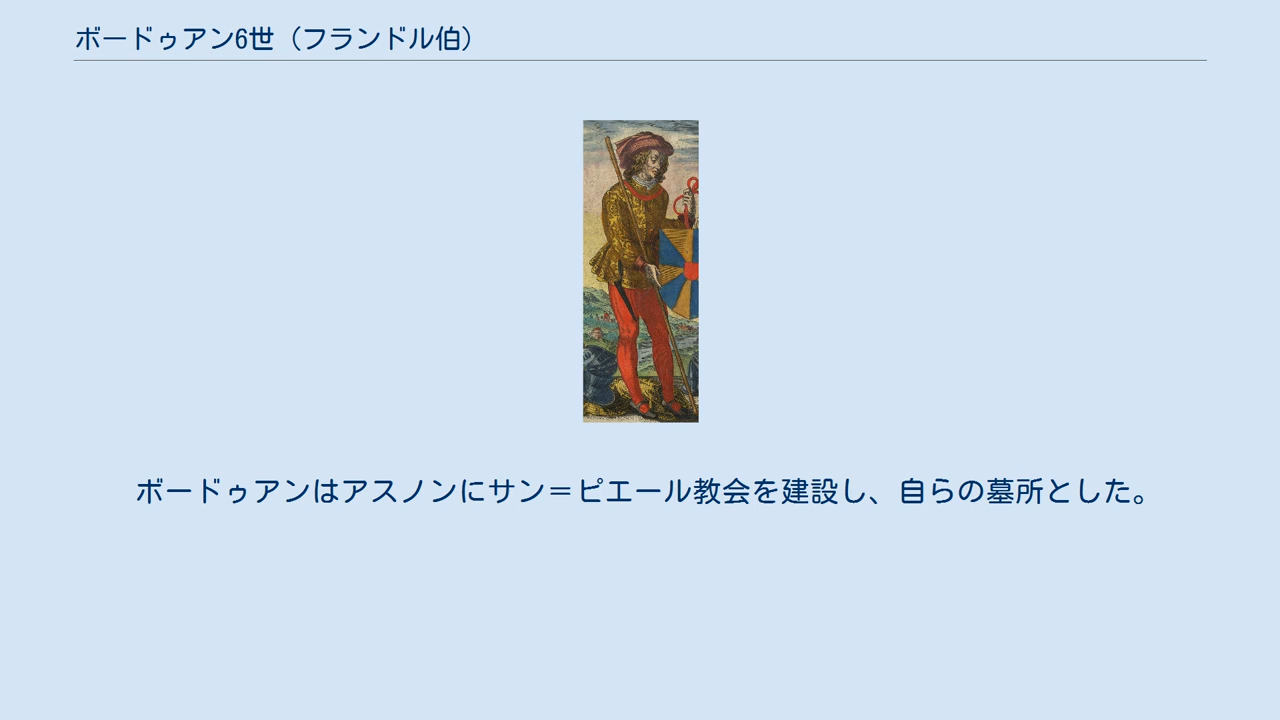 ボードゥアン6世（フランドル伯）
ボードゥアンはアスノンにサン＝ピエール教会を建設し、自らの墓所とした。